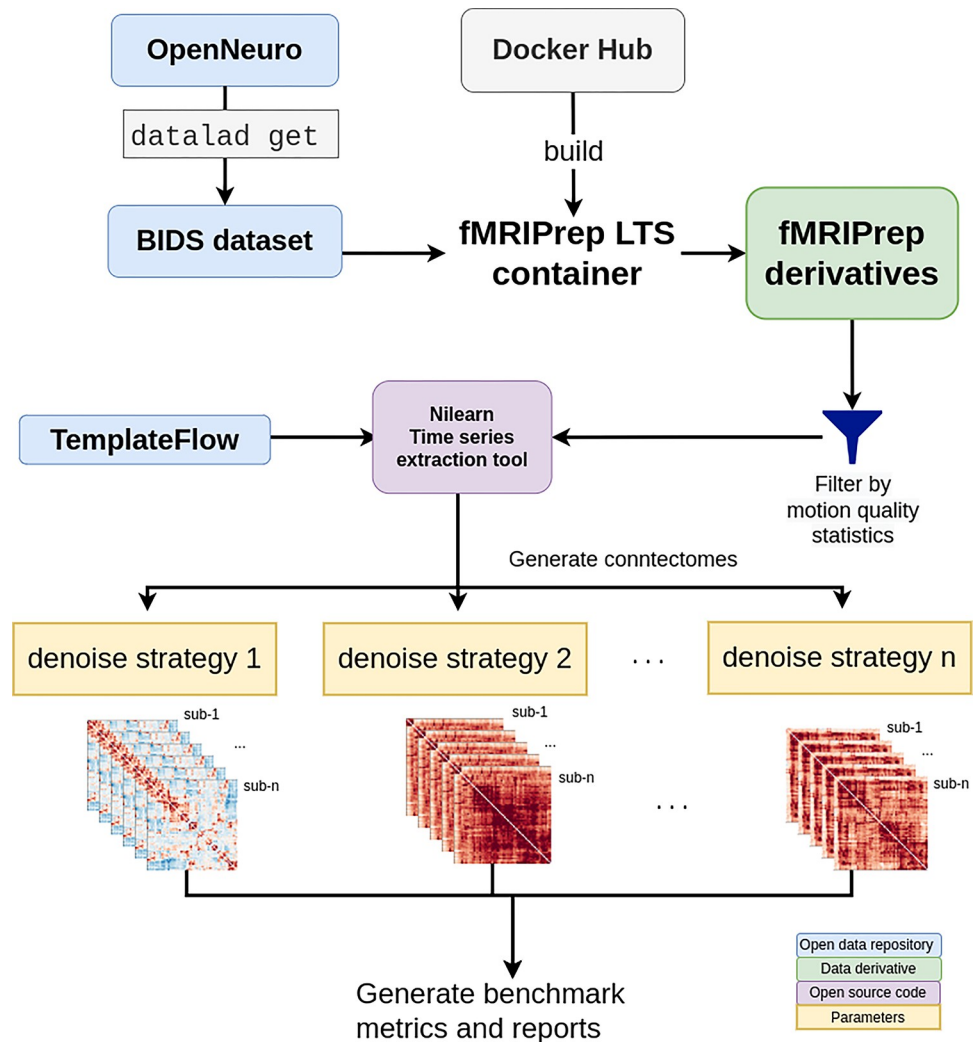 OpenNeuro
Docker Hub
datalad get
build
BIDS dataset
fMRIPrep LTS
container
fMRIPrep
derivatives
TemplateFlow
Nilearn
Time series
extraction tool
Filter by
motion quality
statistics
Generate conntectomes
denoise strategy 1
denoise strategy 2
. . .
denoise strategy n
sub-1
...
sub-n
sub-1
...
sub-n
. . .
sub-1
...
sub-n
Generate benchmark
metrics and reports
Open data repository
Data derivative
Open source code
Parameters